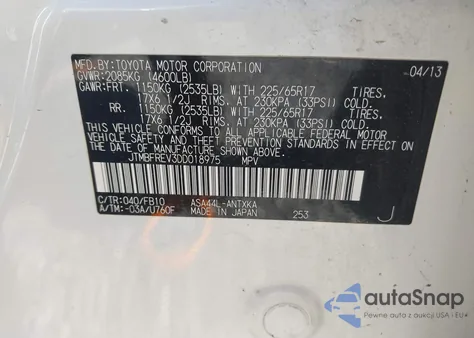 MFD.BY:TOYOTA MOTOR CORPORATION 04/13
GVWR:2085KG (4600LB)
GAWR:FRT. 1150KG (2535LB) WITH 225/65R17 TIRES,
17X6 1/2J RIMS, AT 230KPA (33PSI) COLD.
RR. 1150KG (2535LB) WITH 225/65R17 TIRES,
17X6 1/2J RIMS, AT 230KPA (33PSI) COLD.
THIS VEHICLE CONFORMS TO ALL APPLICABLE FEDERAL MOTOR
VEHICLE SAFETY AND THEFT PREVENTION STANDARDS IN EFFECT ON
THE DATE OF MANUFACTURE SHOWN ABOVE.
JTMBFREV3DD018975 MPV
C/TR:040/FB10 ASA44L-ANTXKA
A/TM:-03A/U760F MADE IN JAPAN 253 J
autoSnap
Pewne auta z aukcji USA i EU